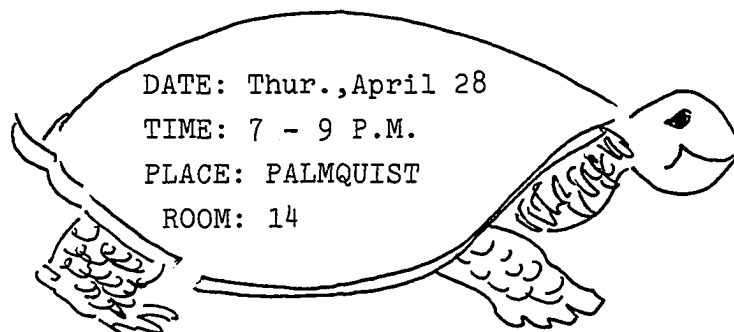 DATE: Thur.,April 28
TIME: 7 - 9 P.M.
PLACE: PALMQUIST
ROOM: 14